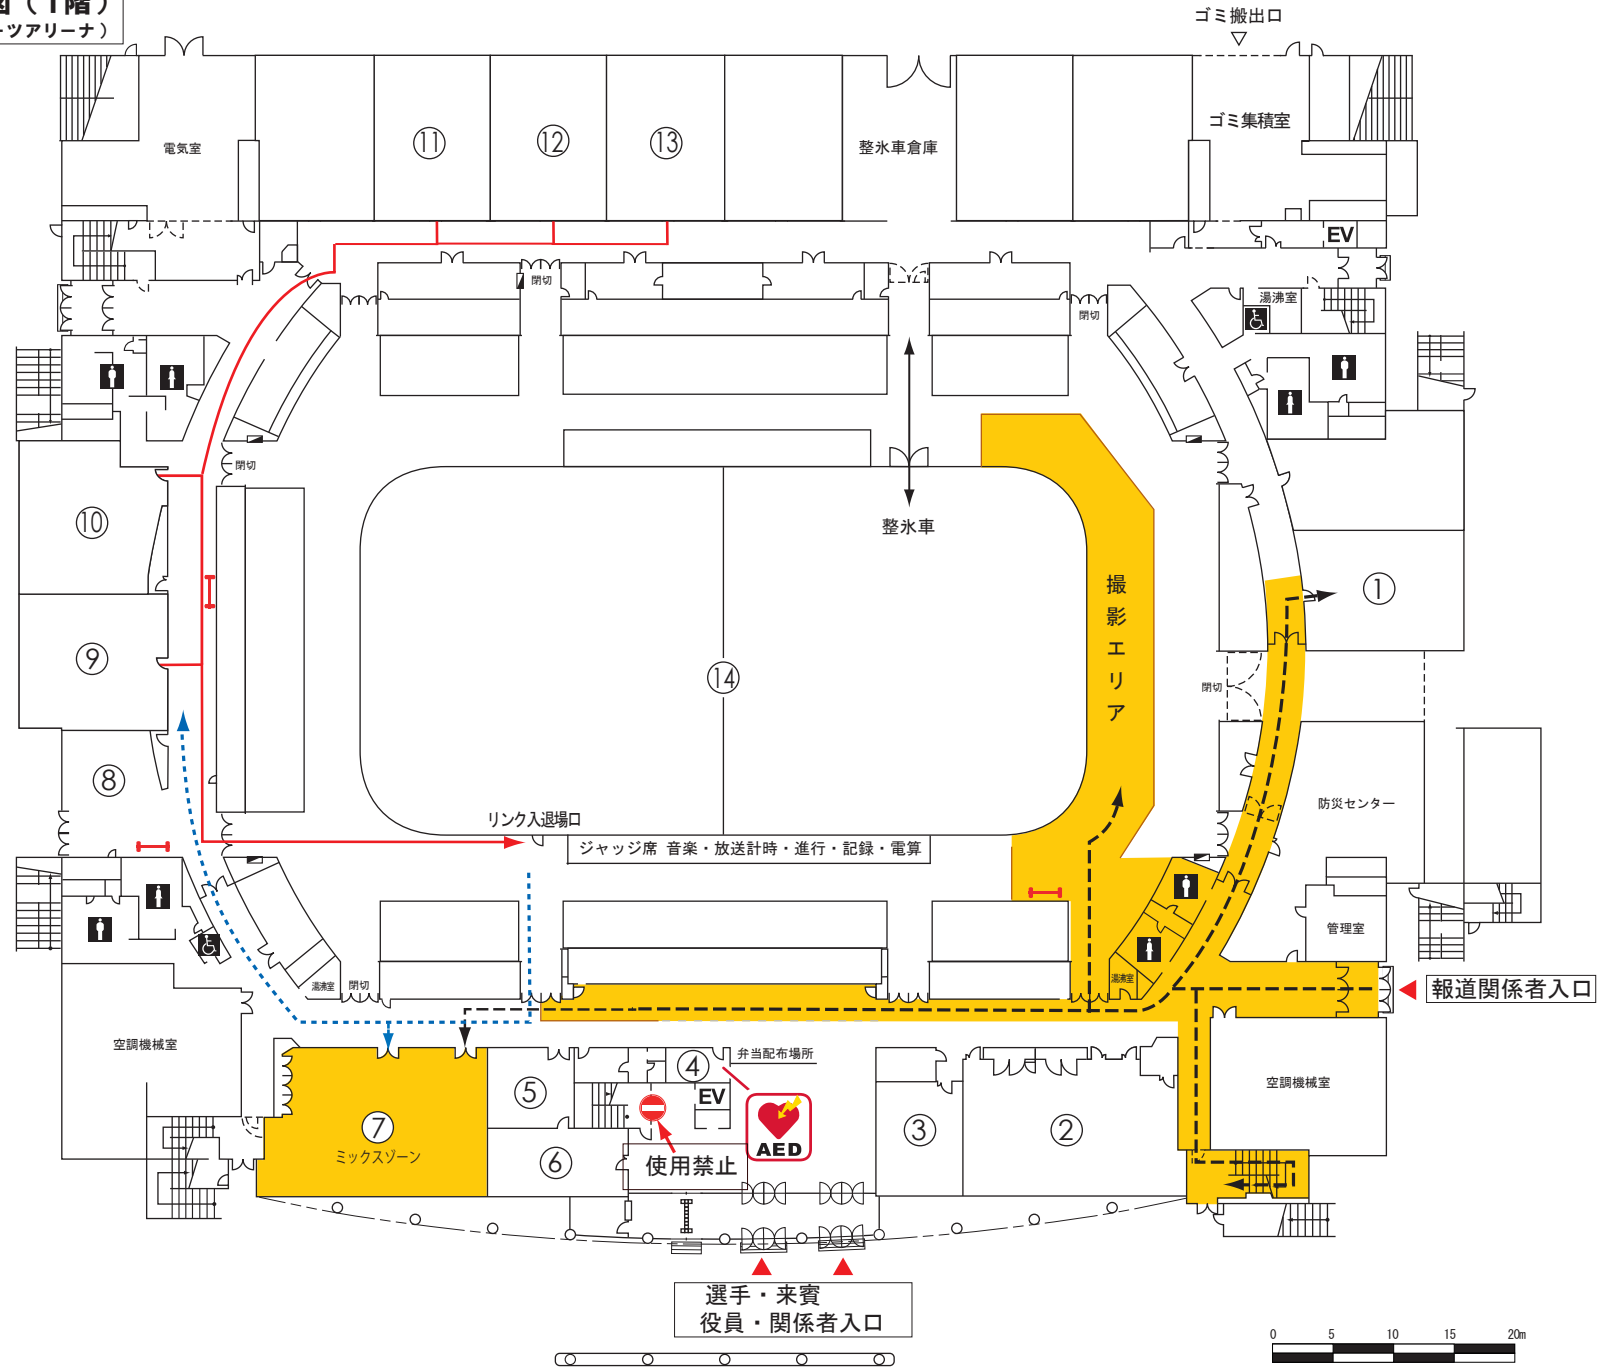 図（1階）
ーツアリーナ）
ゴミ搬出口
電気室
⑪
⑫
⑬
整氷車倉庫
ゴミ集積室
EV
閉切
閉切
湯沸室
閉切
整氷車
⑩
撮影エリア
①
⑨
⑭
閉切
⑧
リンク入退場口
ジャッジ席 音楽・放送計時・進行・記録・電算
防災センター
管理室
湯沸室
閉切
湯沸室
報道関係者入口
空調機械室
弁当配布場所
④
⑤
EV
空調機械室
⑦
ミックスゾーン
⑥
使用禁止
AED
③
②
選手・来賓
役員・関係者入口
0 5 10 15 20m